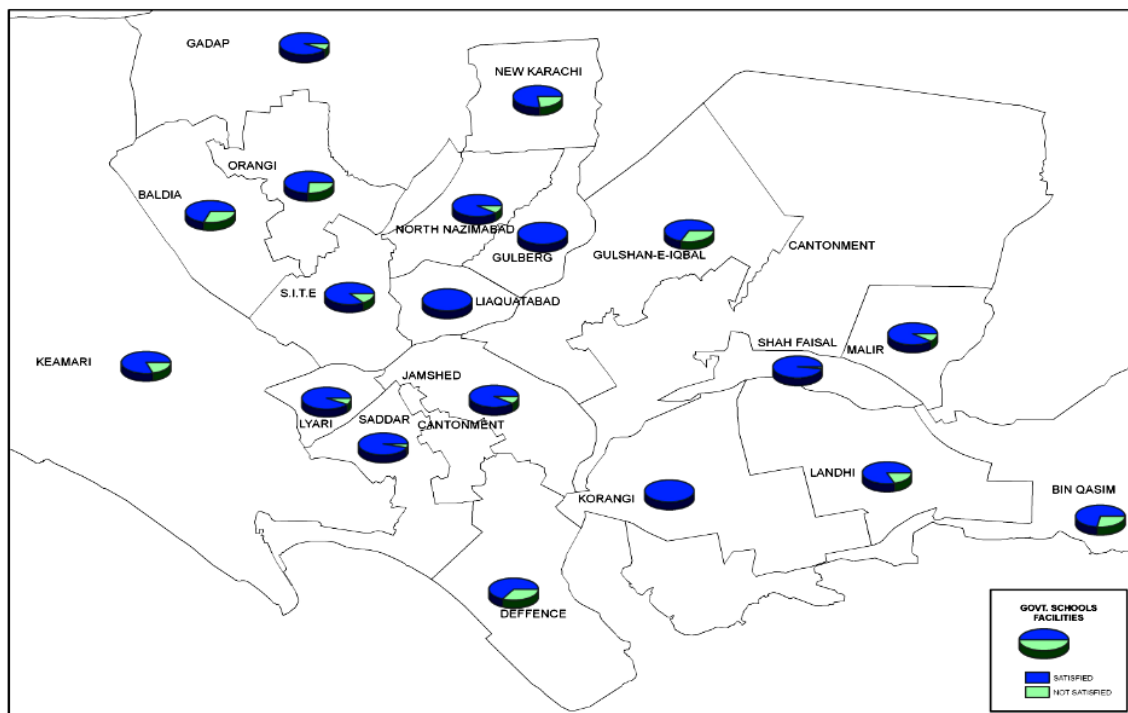 GADAP
NEW KARACHI
ORANGI
BALDIA
NORTH NAZIMABAD
GULBERG
GULSHAN-E-IQBAL
CANTONMENT
S.I.T.E
LIAQUATABAD
KEAMARI
SHAH FAISAL
MALIR
JAMSHED
LYARI
SADDAR
CANTONMENT
LANDHI
KORANGI
BIN QASIM
DEFFENCE
GOVT. SCHOOLS
FACILITIES
SATISFIED
NOT SATISFIED